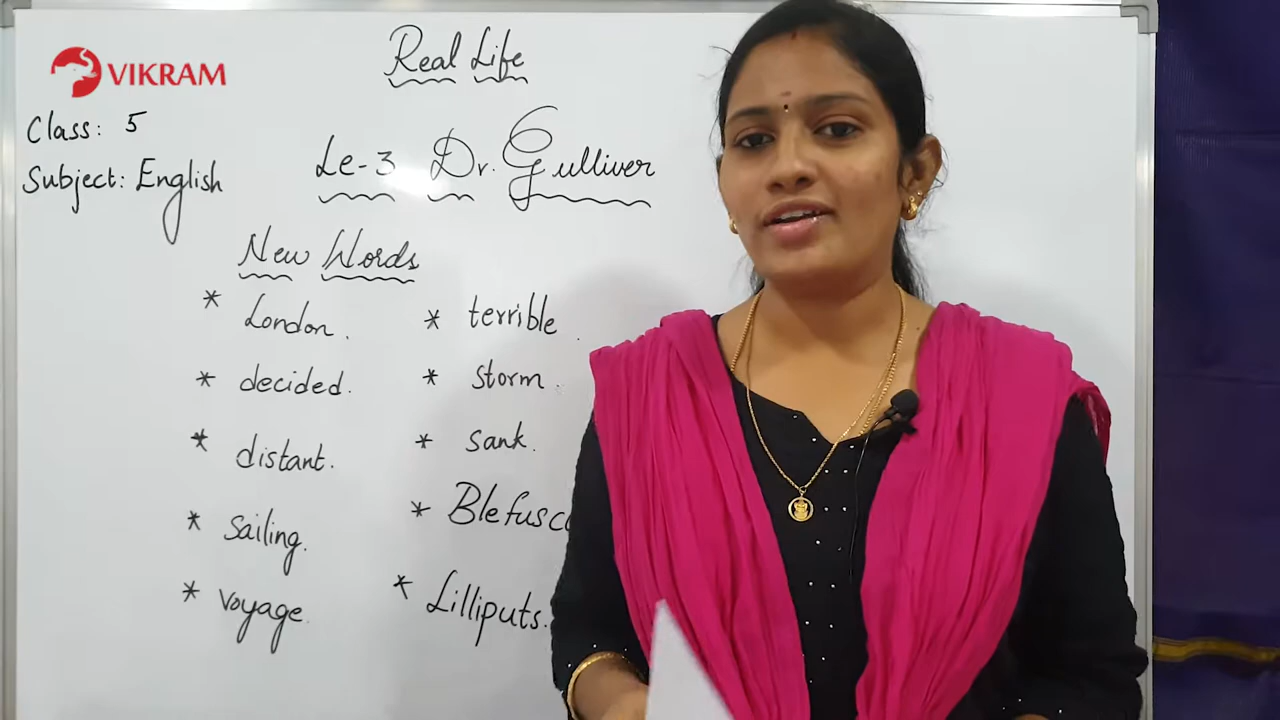 VIKRAM
Real Life
Class: 5
Subject: English
Le-3 Dr. Gulliver
New Words
* London.
* terrible.
* decided.
* storm.
* distant.
* sank.
* sailing.
* Blefusc
* voyage.
* Lilliputs.